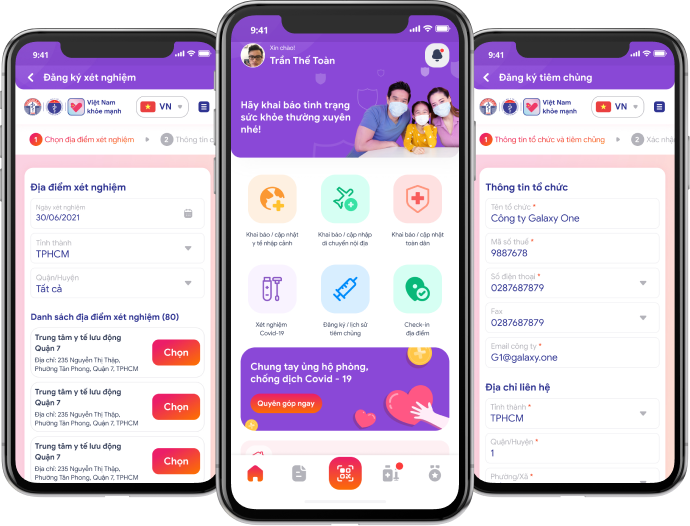 9:41
Đăng ký xét nghiệm
Việt Nam
khỏe mạnh
VN
1 Chọn địa điểm xét nghiệm
2 Thông tin
Địa điểm xét nghiệm
Ngày xét nghiệm
30/06/2021
Tỉnh thành
TPHCM
Quận/Huyện
Tất cả
Danh sách địa điểm xét nghiệm (80)
Trung tâm y tế lưu động
Quận 7
Địa chỉ: 235 Nguyễn Thị Thập,
Phường Tân Phong, Quận 7, TPHCM
Chọn
Trung tâm y tế lưu động
Quận 7
Địa chỉ: 235 Nguyễn Thị Thập,
Phường Tân Phong, Quận 7, TPHCM
Chọn
Trung tâm y tế lưu động
Quận 7
Địa chỉ: 235 Nguyễn Thị Thập,
Phường Tân Phong, Quận 7, TPHCM
Chọn
9:41
Xin chào!
Trần Thế Toàn
Hãy khai báo tình trạng
sức khỏe thường xuyên
nhé!
Khai báo / cập nhật
y tế nhập cảnh
Khai báo / cập nhập
di chuyển nội địa
Khai báo / cập nhật
toàn dân
Xét nghiệm
Covid-19
Đăng ký / lịch sử
tiêm chủng
Check-in
địa điểm
Chung tay ủng hộ phòng,
chống dịch Covid - 19
Quyên góp ngay
9:41
Đăng ký tiêm chủng
Việt Nam
khỏe mạnh
VN
1 Thông tin tổ chức và tiêm chủng
2 Xác nhậ
Thông tin tổ chức
Tên tổ chức *
Công ty Galaxy One
Mã số thuế *
9887678
Số điện thoại *
0287687879
Fax
0287687879
Email công ty *
G1@galaxy.one
Địa chỉ liên hệ
Tỉnh thành *
TPHCM
Quận/Huyện *
1
Phường/Xã *